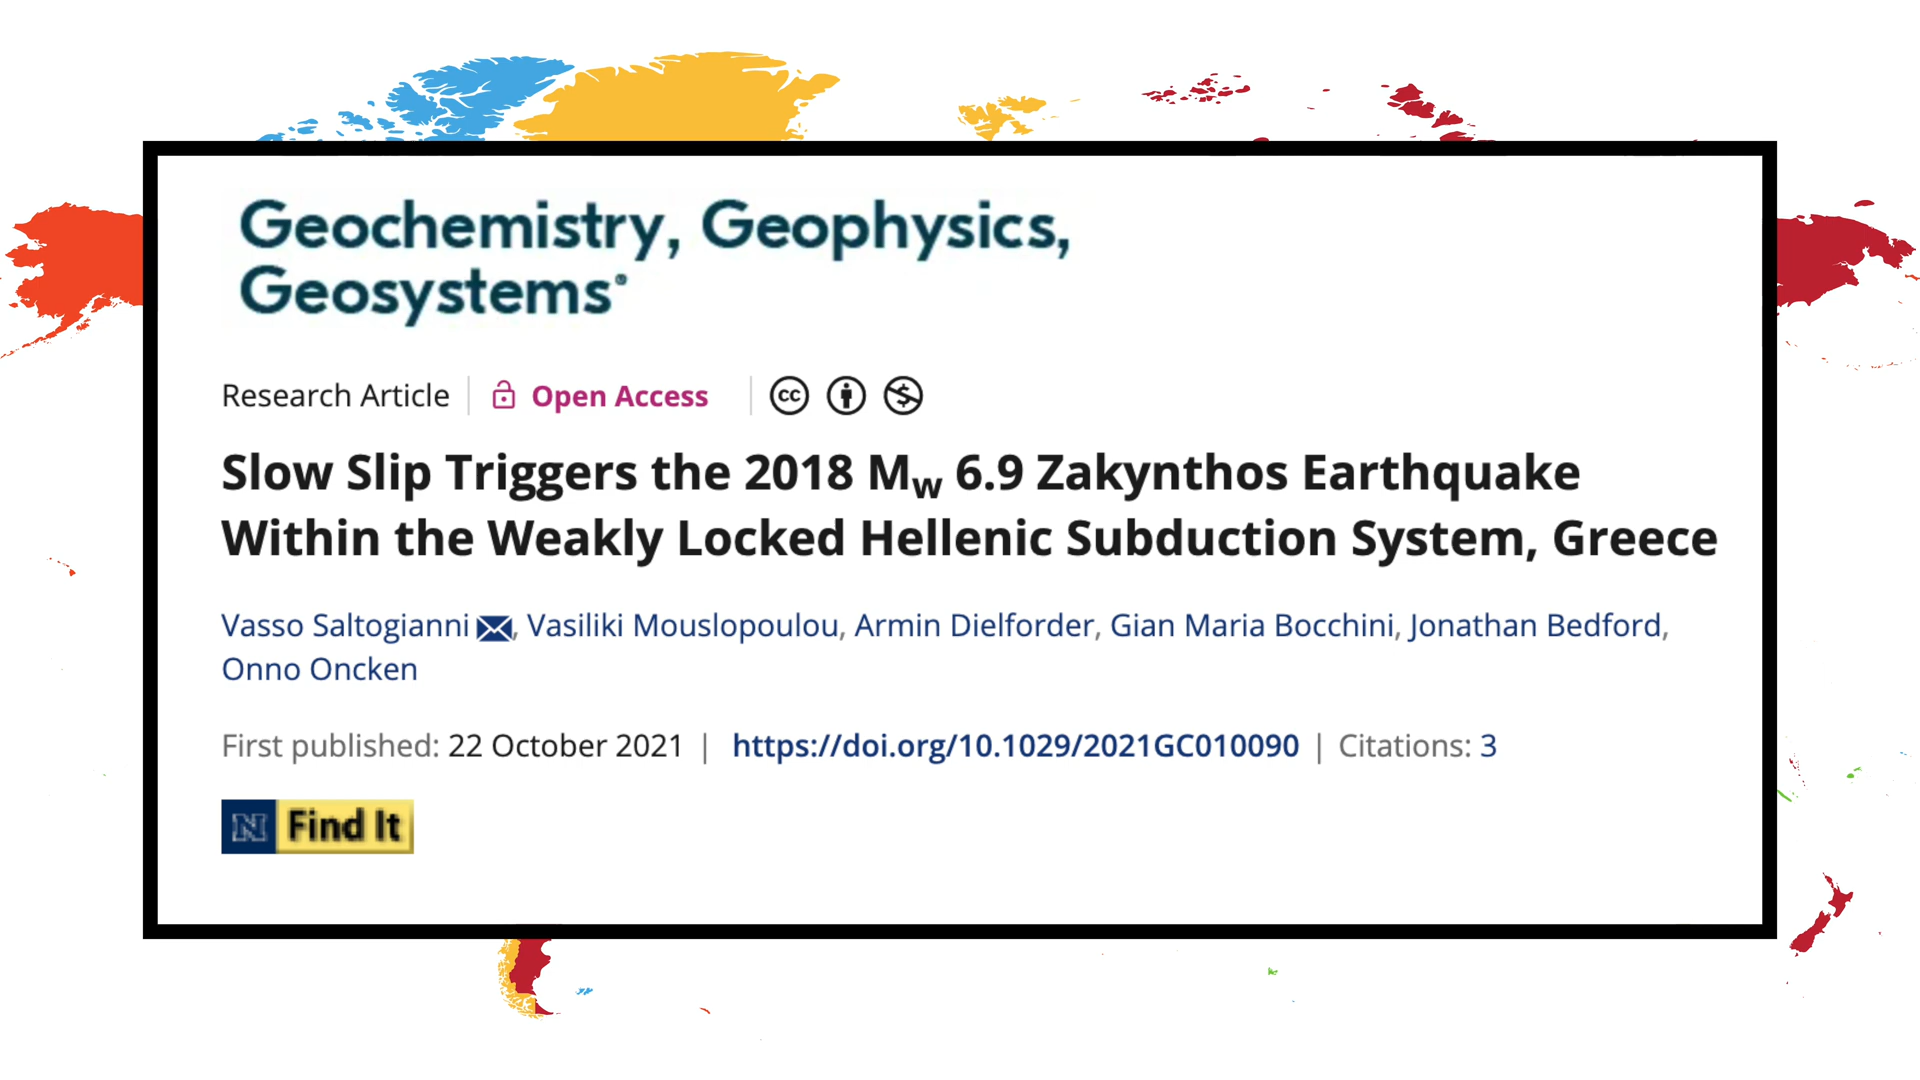 Geochemistry, Geophysics,
Geosystems®
Research Article | Open Access | cc $
Slow Slip Triggers the 2018 Mw 6.9 Zakynthos Earthquake
Within the Weakly Locked Hellenic Subduction System, Greece
Vasso Saltogianni, Vasiliki Mouslopoulou, Armin Dielforder, Gian Maria Bocchini, Jonathan Bedford,
Onno Oncken
First published: 22 October 2021 | https://doi.org/10.1029/2021GC010090 | Citations: 3
N Find It